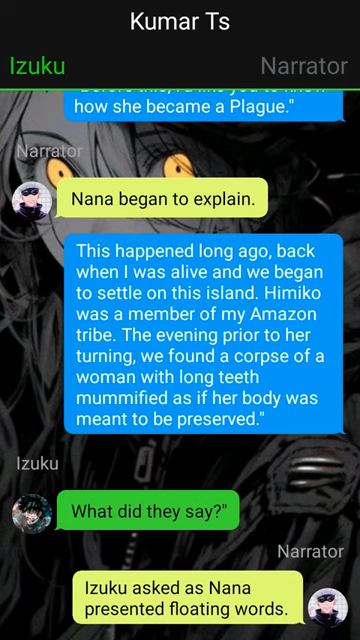 Kumar Ts
Izuku
Narrator
how she became a Plague."
Narrator
Nana began to explain.
This happened long ago, back
when I was alive and we began
to settle on this island. Himiko
was a member of my Amazon
tribe. The evening prior to her
turning, we found a corpse of a
woman with long teeth
mummified as if her body was
meant to be preserved."
Izuku
What did they say?"
Narrator
Izuku asked as Nana
presented floating words.